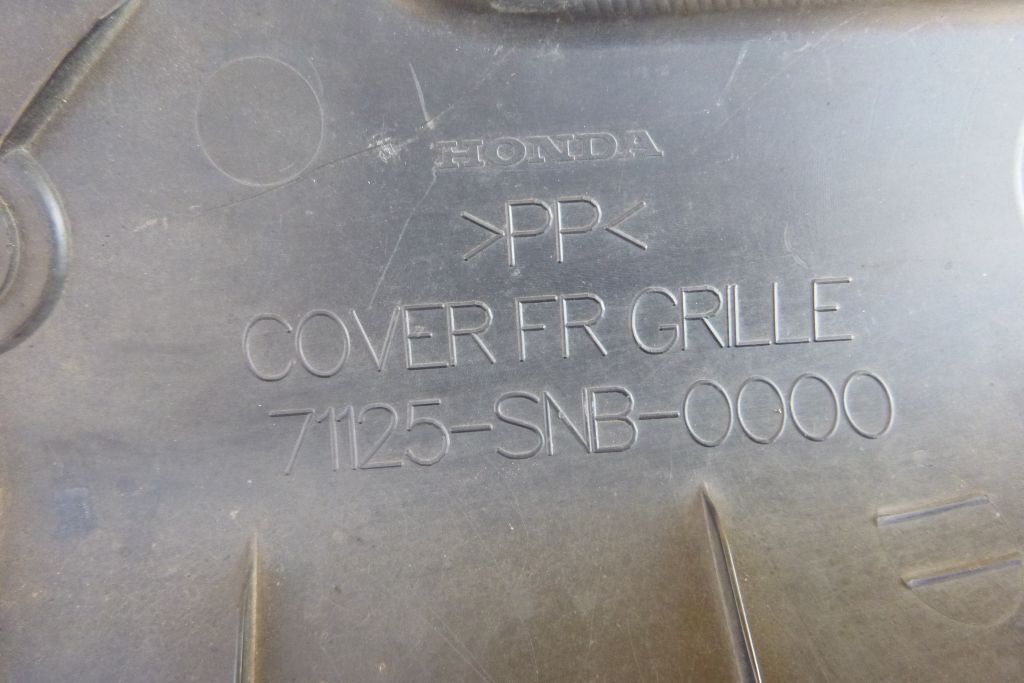 HONDA
>PP<
COVER FR GRILLE
71125-SNB-0000